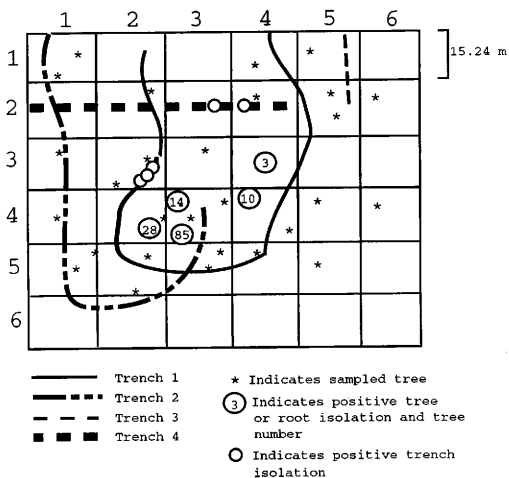 1 2 3 4 5 6
1
15.24 m
2
3
3
14
10
4
28
85
5
6
Trench 1
Trench 2
Trench 3
Trench 4
* Indicates sampled tree
3 Indicates positive tree
or root isolation and tree
number
Indicates positive trench
isolation